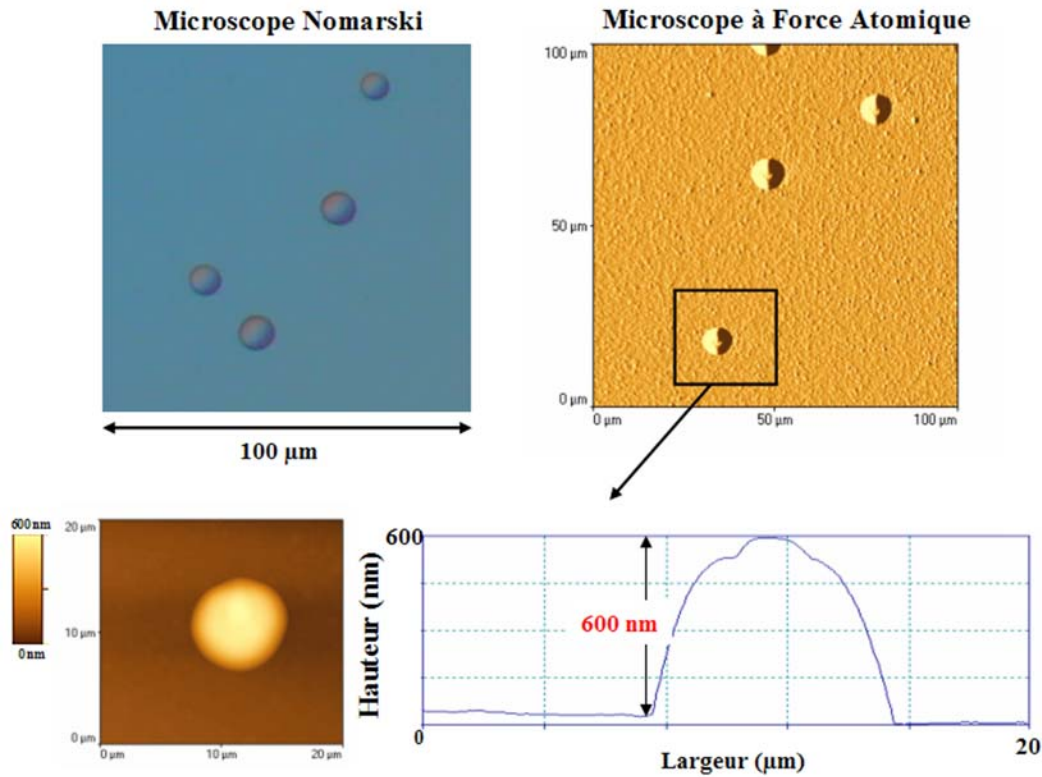 Microscope Nomarski
Microscope à Force Atomique
100 µm
50 µm
0 µm
0 µm
50 µm
100 µm
100 µm
600 nm
0 nm
20 µm
10 µm
0 µm
0 µm
10 µm
20 µm
Hauteur (nm)
600
600 nm
0
20
Largeur (µm)